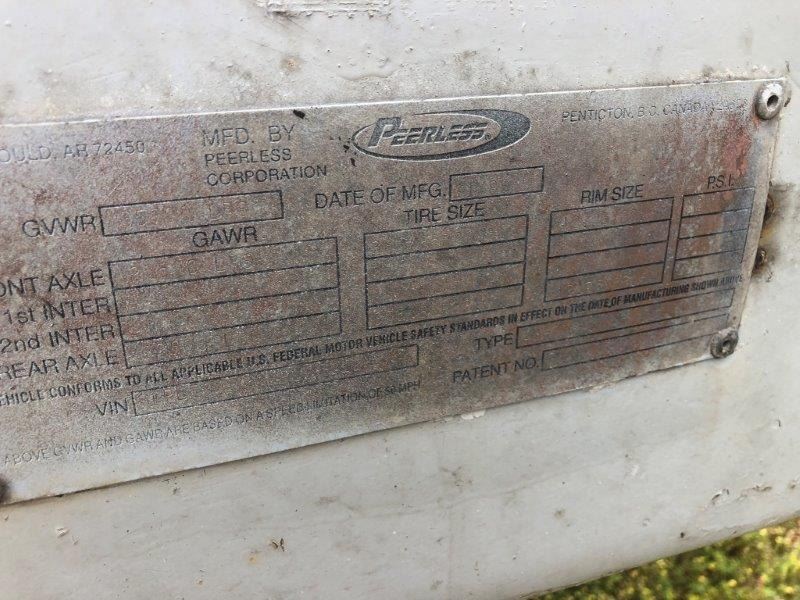 OULD, AR 72450
MFD. BY
PEERLESS
CORPORATION
PEERLESS
PENTICTON, B.C. CANADA
GVWR
DATE OF MFG.
GAWR
TIRE SIZE
RIM SIZE
P.S.I.
ONT AXLE
1st INTER
2nd INTER
REAR AXLE
EHICLE CONFORMS TO ALL APPLICABLE U.S. FEDERAL MOTOR VEHICLE SAFETY STANDARDS IN EFFECT ON THE DATE OF MANUFACTURING SHOWN ABOVE
VIN
TYPE
PATENT NO.
ABOVE GVWR AND GAWR ARE BASED ON A SPEED LIMITATION OF 50 MPH